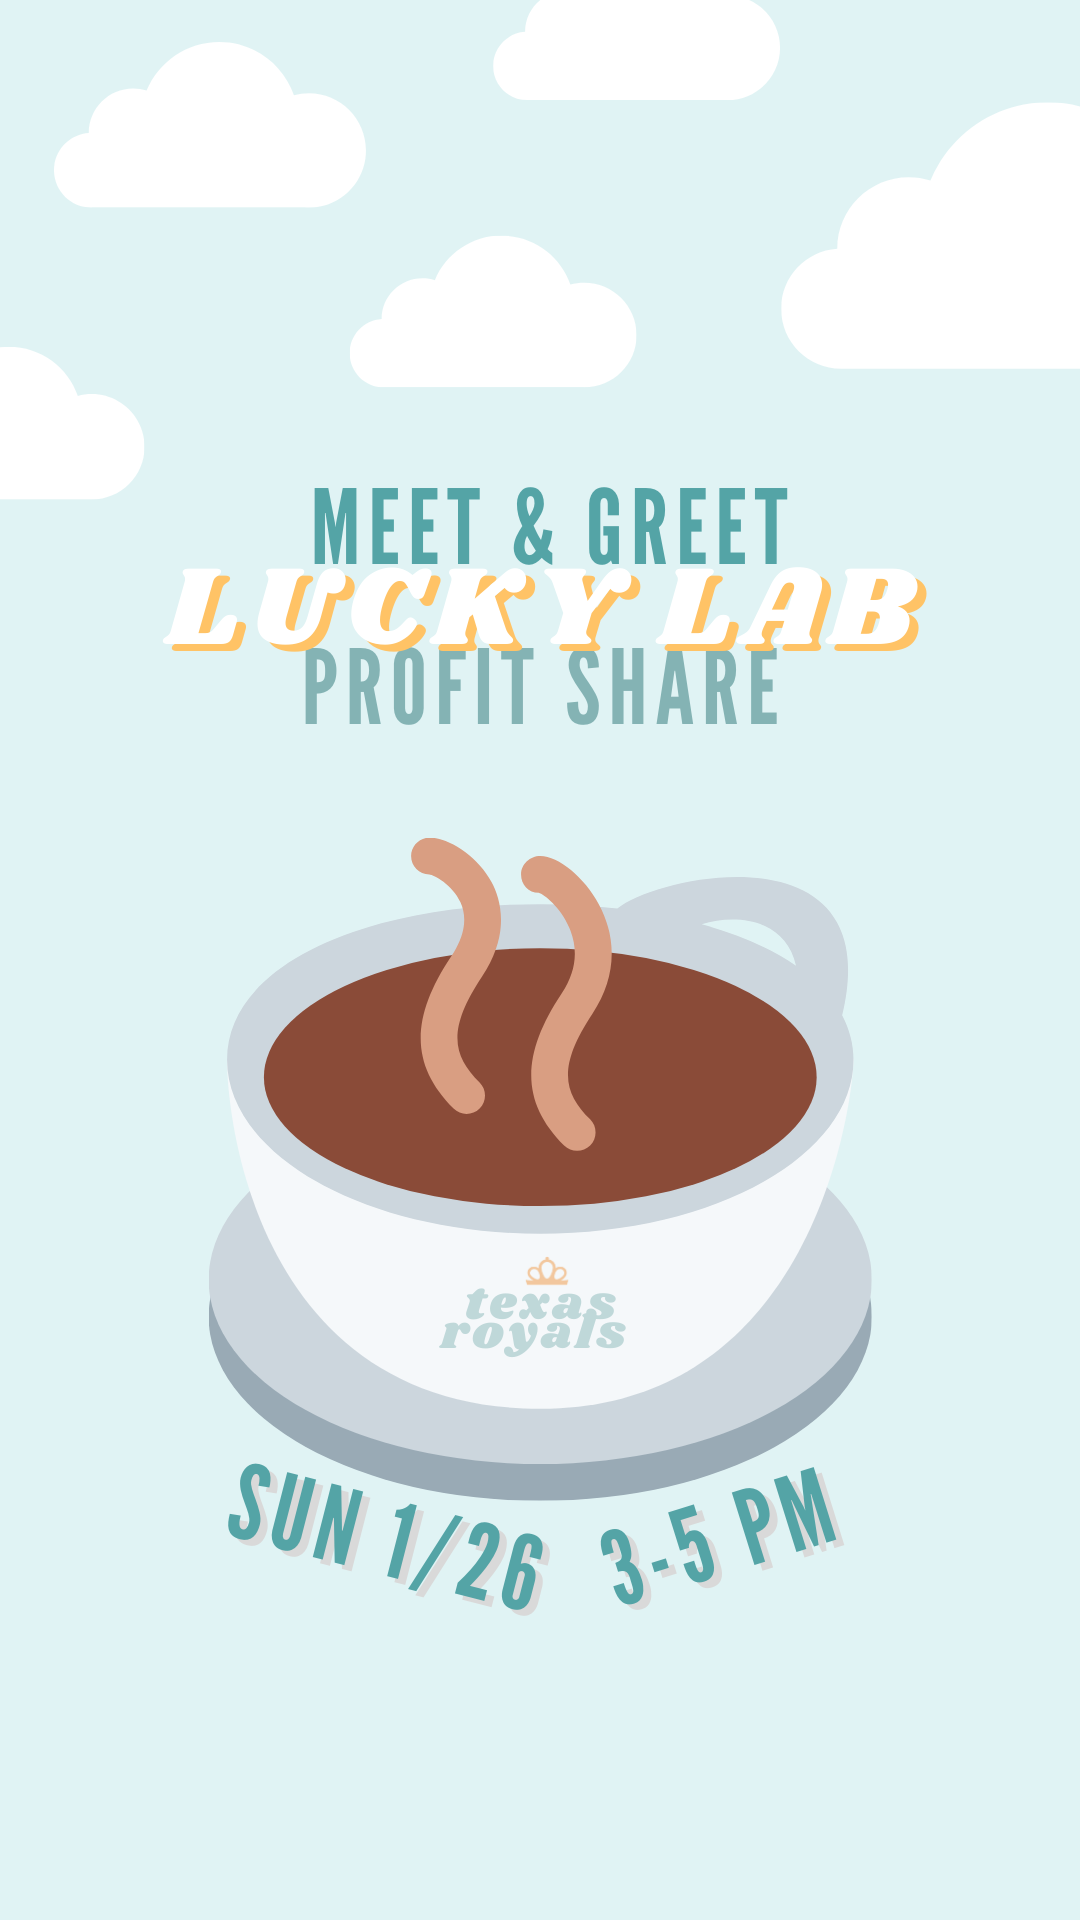 MEET & GREET
LUCKY LAB
PROFIT SHARE
texas
royals
SUN 1/26 3-5 PM